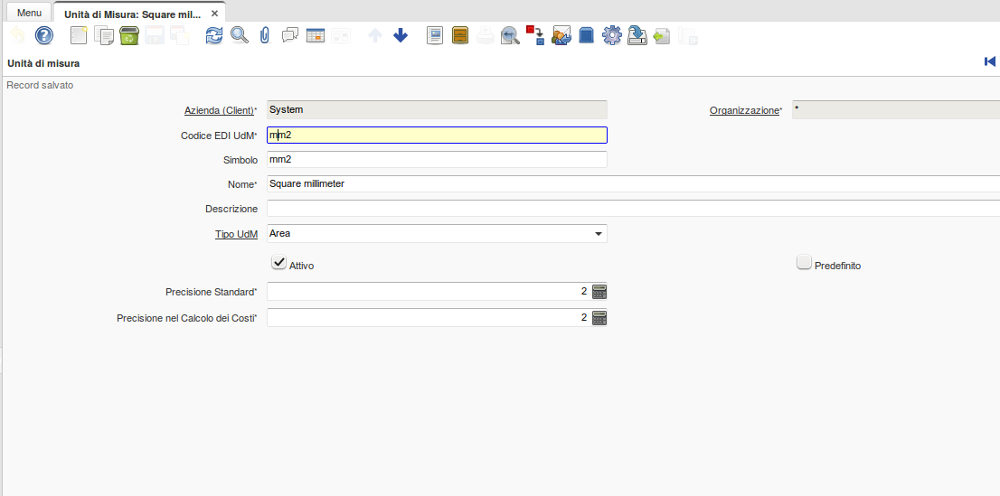 Menu
Unità di Misura: Square mil...
Unità di misura
Record salvato
Azienda (Client)* System Organizzazione* *
Codice EDI UdM* mm2
Simbolo mm2
Nome* Square millimeter
Descrizione
Tipo UdM Area
Attivo Predefinito
Precisione Standard* 2
Precisione nel Calcolo dei Costi* 2